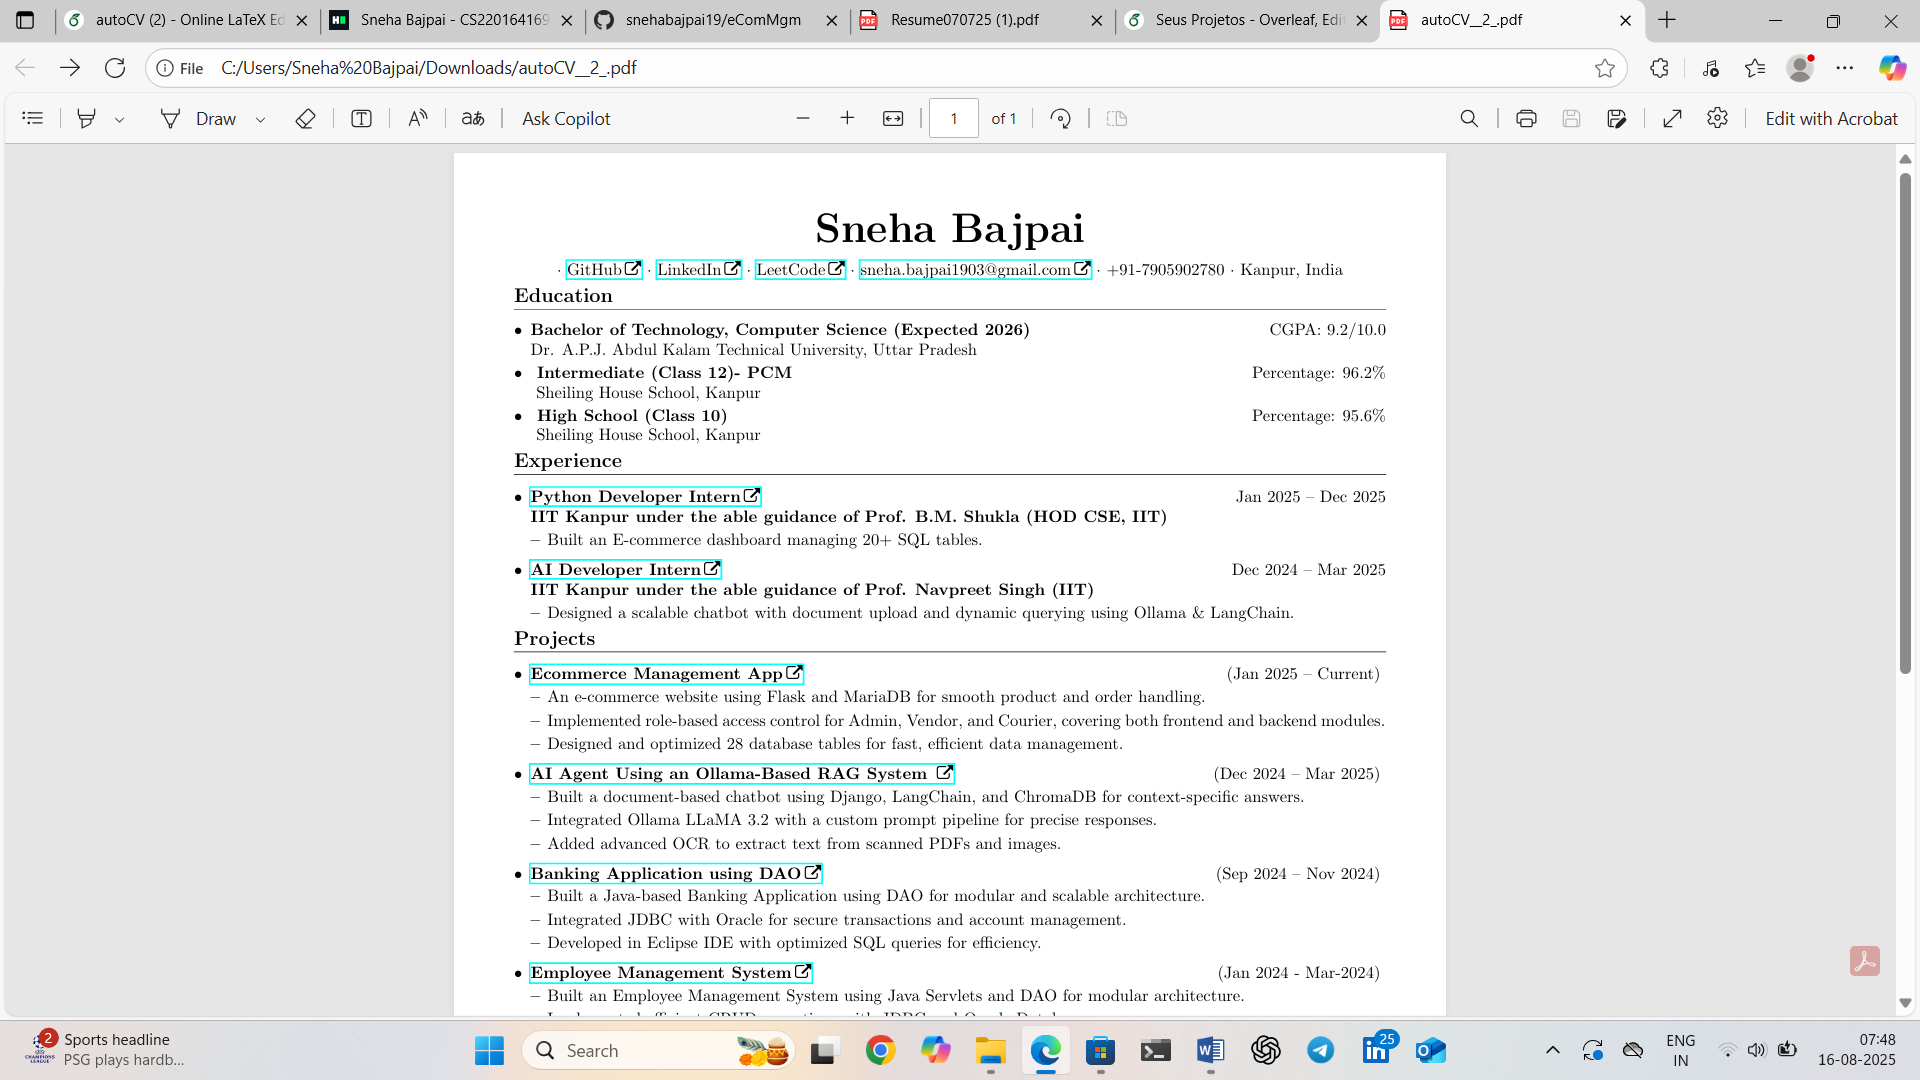 autoCV (2) - Online LaTeX Ed
Sneha Bajpai - CS220164169
snehabajpai19/eComMgm
Resume070725 (1).pdf
Seus Projetos - Overleaf, Edi
autoCV__2_.pdf
File C:/Users/Sneha%20Bajpai/Downloads/autoCV__2_.pdf
Draw
Ask Copilot
1 of 1
Edit with Acrobat
Sneha Bajpai
· GitHub · LinkedIn · LeetCode · sneha.bajpai1903@gmail.com · +91-7905902780 · Kanpur, India
Education
• Bachelor of Technology, Computer Science (Expected 2026) CGPA: 9.2/10.0
Dr. A.P.J. Abdul Kalam Technical University, Uttar Pradesh
• Intermediate (Class 12)- PCM Percentage: 96.2%
Sheiling House School, Kanpur
• High School (Class 10) Percentage: 95.6%
Sheiling House School, Kanpur
Experience
• Python Developer Intern Jan 2025 – Dec 2025
IIT Kanpur under the able guidance of Prof. B.M. Shukla (HOD CSE, IIT)
– Built an E-commerce dashboard managing 20+ SQL tables.
• AI Developer Intern Dec 2024 – Mar 2025
IIT Kanpur under the able guidance of Prof. Navpreet Singh (IIT)
– Designed a scalable chatbot with document upload and dynamic querying using Ollama & LangChain.
Projects
• Ecommerce Management App (Jan 2025 – Current)
– An e-commerce website using Flask and MariaDB for smooth product and order handling.
– Implemented role-based access control for Admin, Vendor, and Courier, covering both frontend and backend modules.
– Designed and optimized 28 database tables for fast, efficient data management.
• AI Agent Using an Ollama-Based RAG System (Dec 2024 – Mar 2025)
– Built a document-based chatbot using Django, LangChain, and ChromaDB for context-specific answers.
– Integrated Ollama LLaMA 3.2 with a custom prompt pipeline for precise responses.
– Added advanced OCR to extract text from scanned PDFs and images.
• Banking Application using DAO (Sep 2024 – Nov 2024)
– Built a Java-based Banking Application using DAO for modular and scalable architecture.
– Integrated JDBC with Oracle for secure transactions and account management.
– Developed in Eclipse IDE with optimized SQL queries for efficiency.
• Employee Management System (Jan 2024 - Mar-2024)
– Built an Employee Management System using Java Servlets and DAO for modular architecture.
2
Sports headline
PSG plays hardb...
Search
25
ENG
IN
07:48
16-08-2025